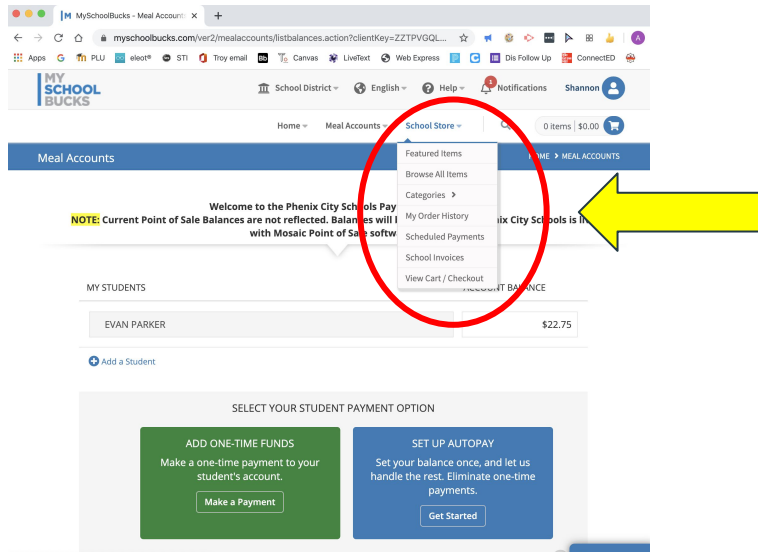 MySchoolBucks - Meal Accounts
myschoolbucks.com/ver2/mealaccounts/listbalances.action?clientKey=ZZTPVGQL...
Apps PLU eleot® STI Troy email Bb Canvas LiveText Web Express Dis Follow Up ConnectED
MY SCHOOL BUCKS
School District English Help 1 Notifications Shannon
Home Meal Accounts School Store 0 items | $0.00
Meal Accounts
HOME > MEAL ACCOUNTS
Featured Items
Browse All Items
Categories >
My Order History
Scheduled Payments
School Invoices
View Cart / Checkout
Welcome to the Phenix City Schools Pay
NOTE: Current Point of Sale Balances are not reflected. Balances will City Schools is
with Mosaic Point of Sale
MY STUDENTS
ACCOUNT BALANCE
EVAN PARKER $22.75
Add a Student
SELECT YOUR STUDENT PAYMENT OPTION
ADD ONE-TIME FUNDS
Make a one-time payment to your
student's account.
Make a Payment
SET UP AUTOPAY
Set your balance once, and let us
handle the rest. Eliminate one-time
payments.
Get Started